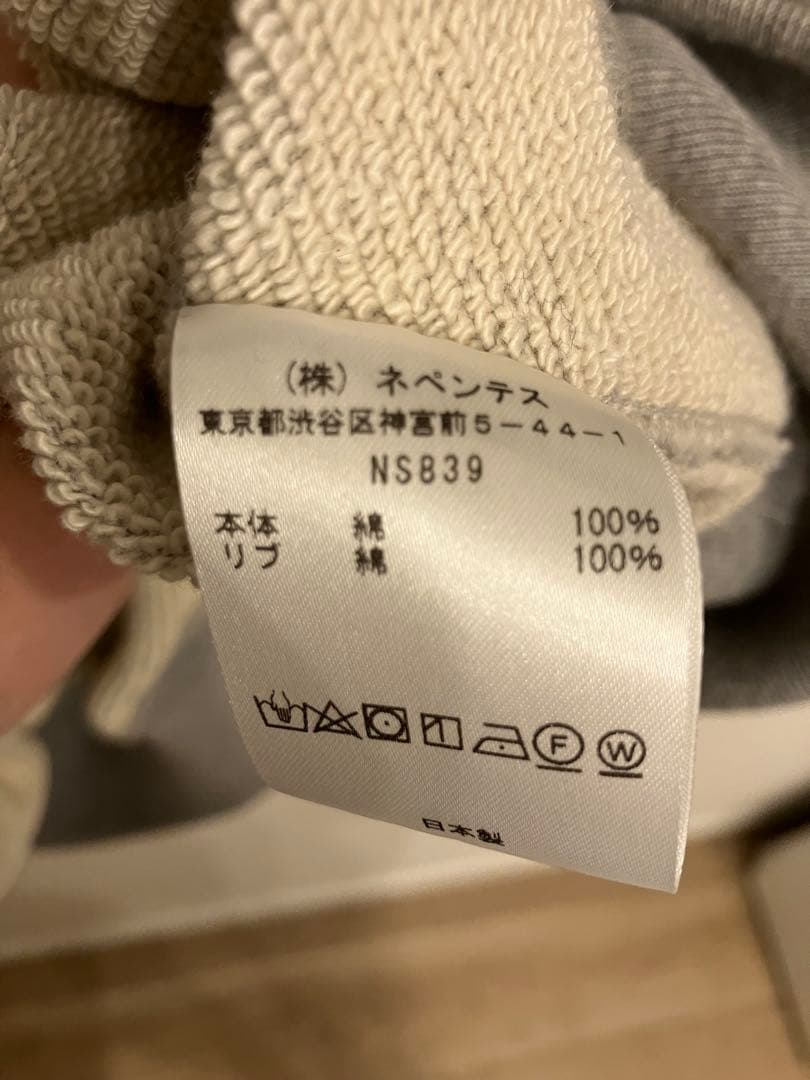 (株) ネペンテス
東京都渋谷区神宮前5-44-1
NS839
本体 綿 100%
リブ 綿 100%
F W
日本製